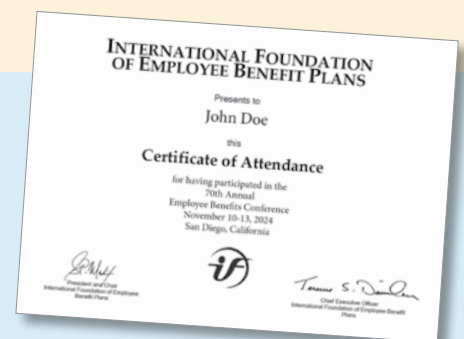 INTERNATIONAL FOUNDATION
OF EMPLOYEE BENEFIT PLANS
Presents to
John Doe
this
Certificate of Attendance
for having participated in the
70th Annual
Employee Benefits Conference
November 10-13, 2024
San Diego, California
if
President and Chair
International Foundation of Employee
Benefit Plans
Chief Executive Officer
International Foundation of Employee Benefit
Plans